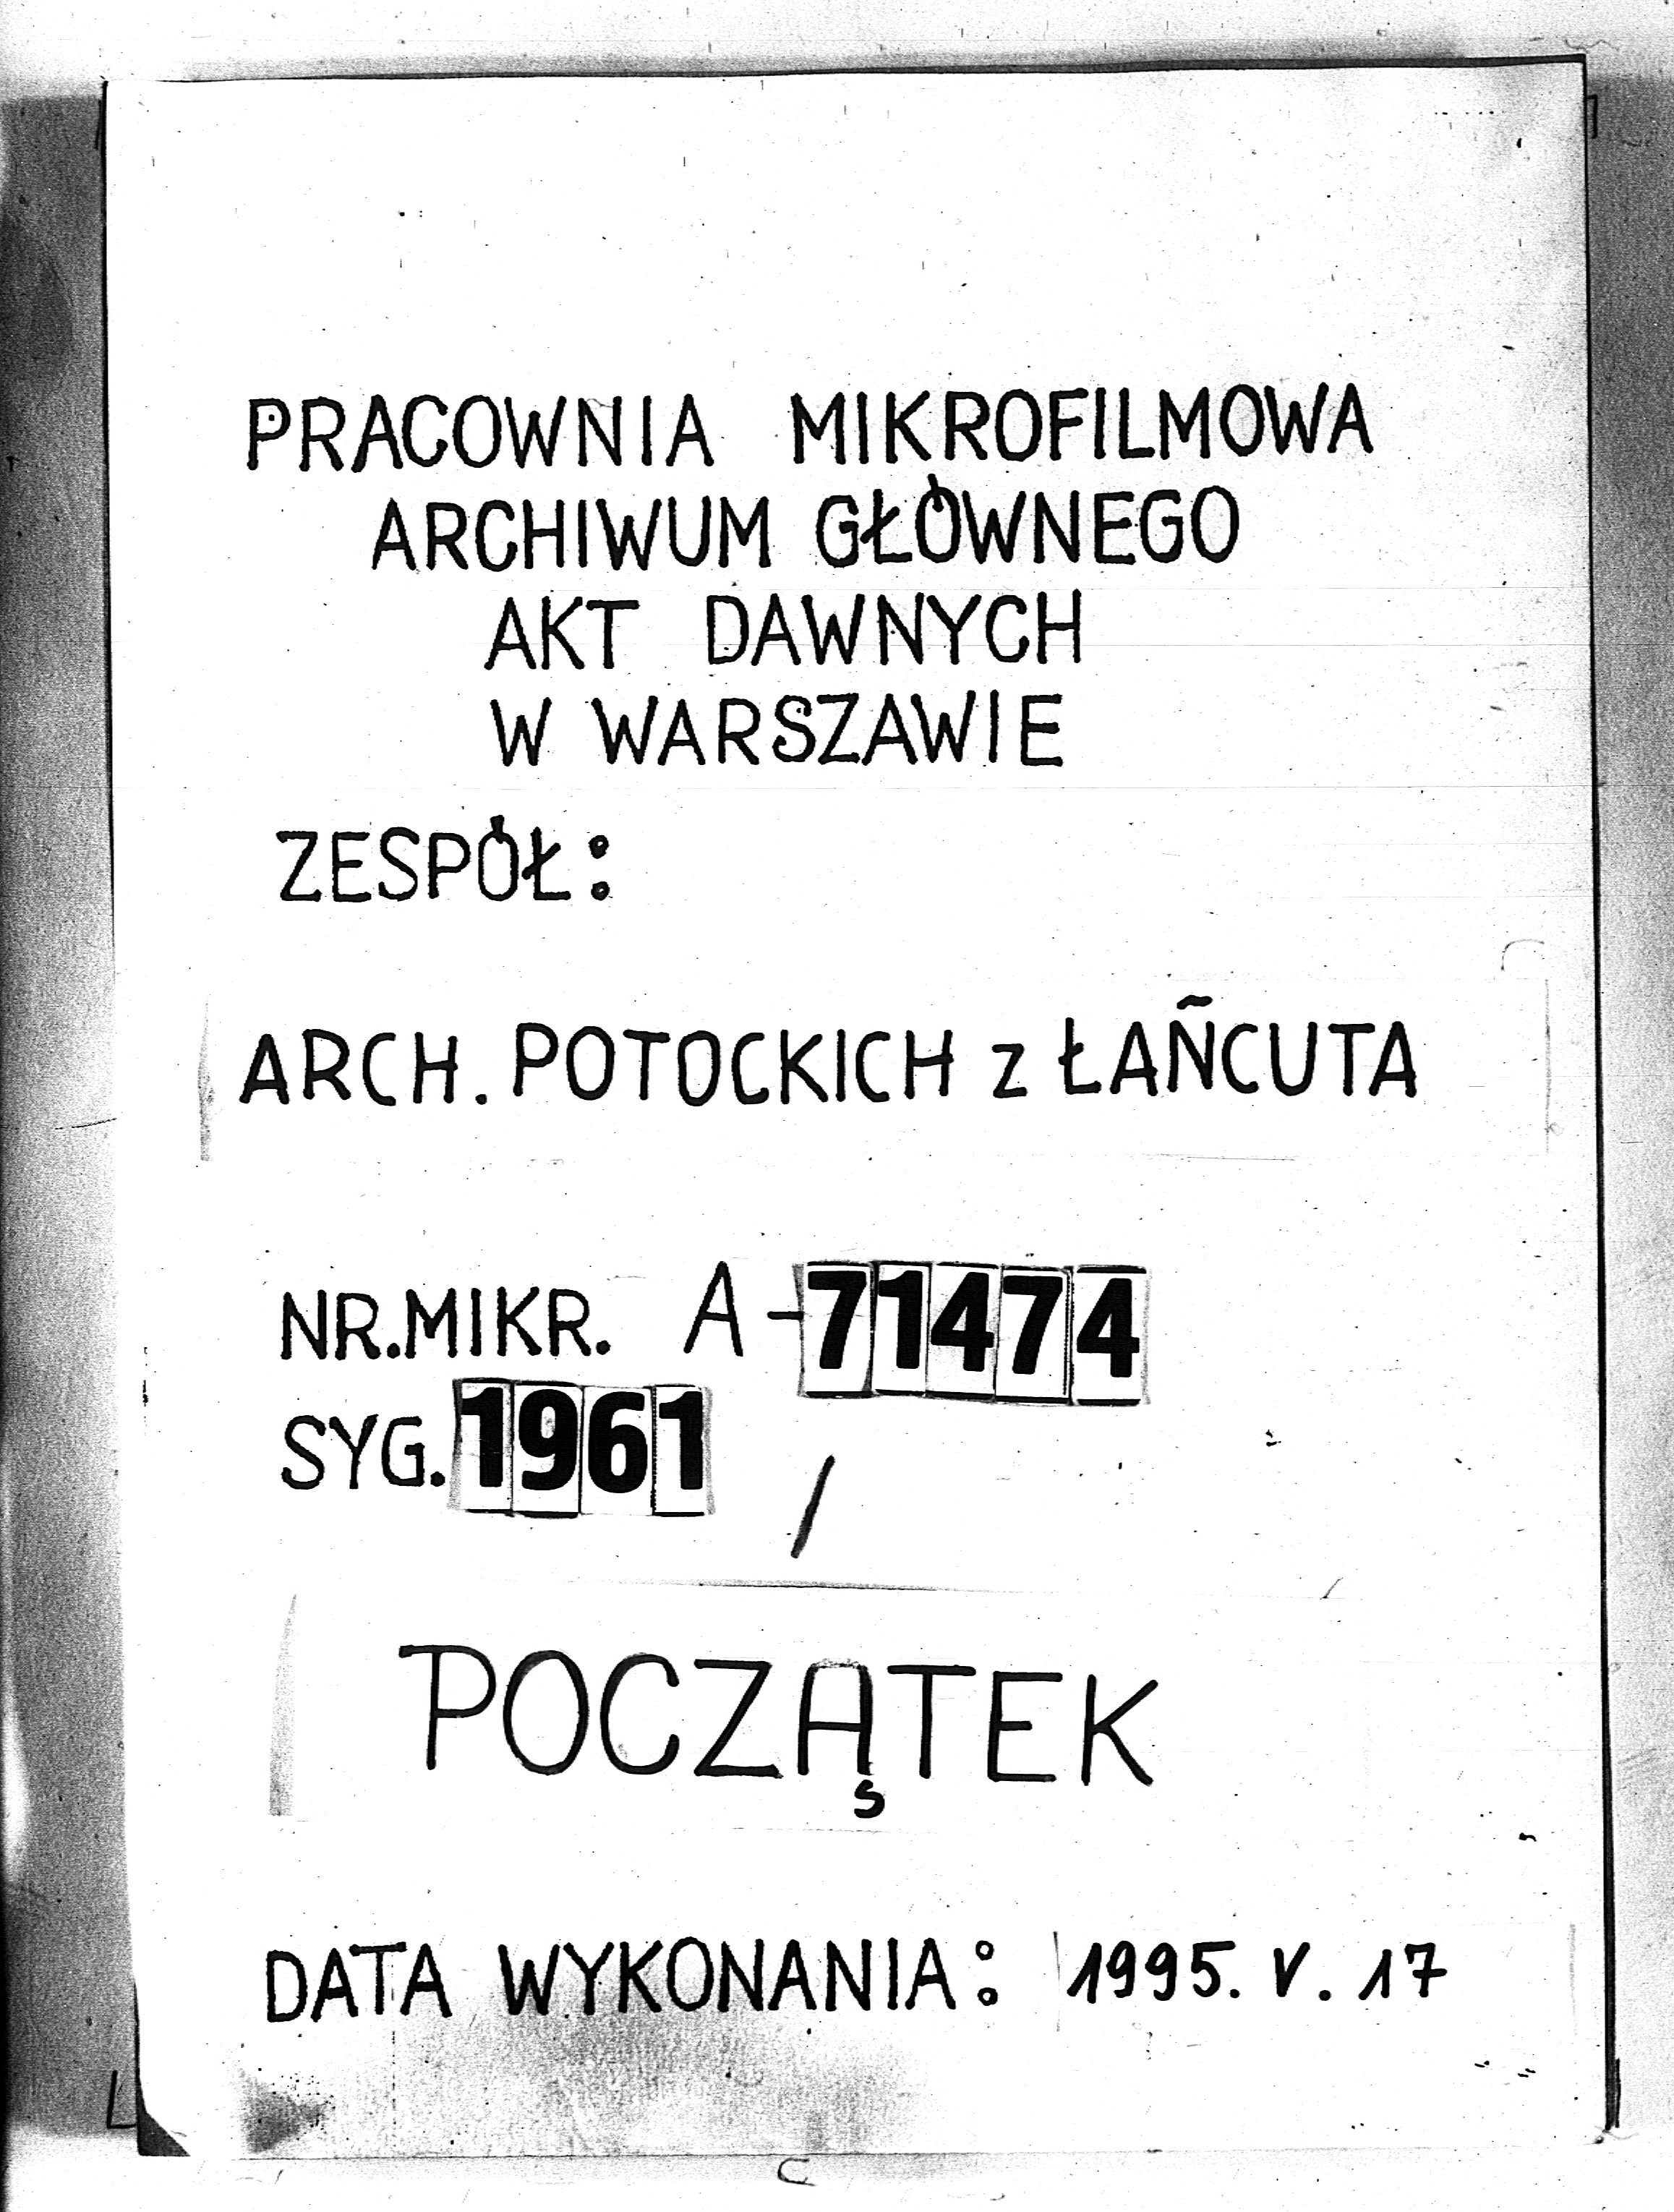 PRACOWNIA MIKROFILMOWA
ARCHIWUM GŁÓWNEGO
AKT DAWNYCH
W WARSZAWIE
ZESPÓŁ:
ARCH. POTOCKICH z ŁAŃCUTA
NR.MIKR. A-71474
SYG. 1961 /
POCZĄTEK
DATA WYKONANIA: 1995. V. 17